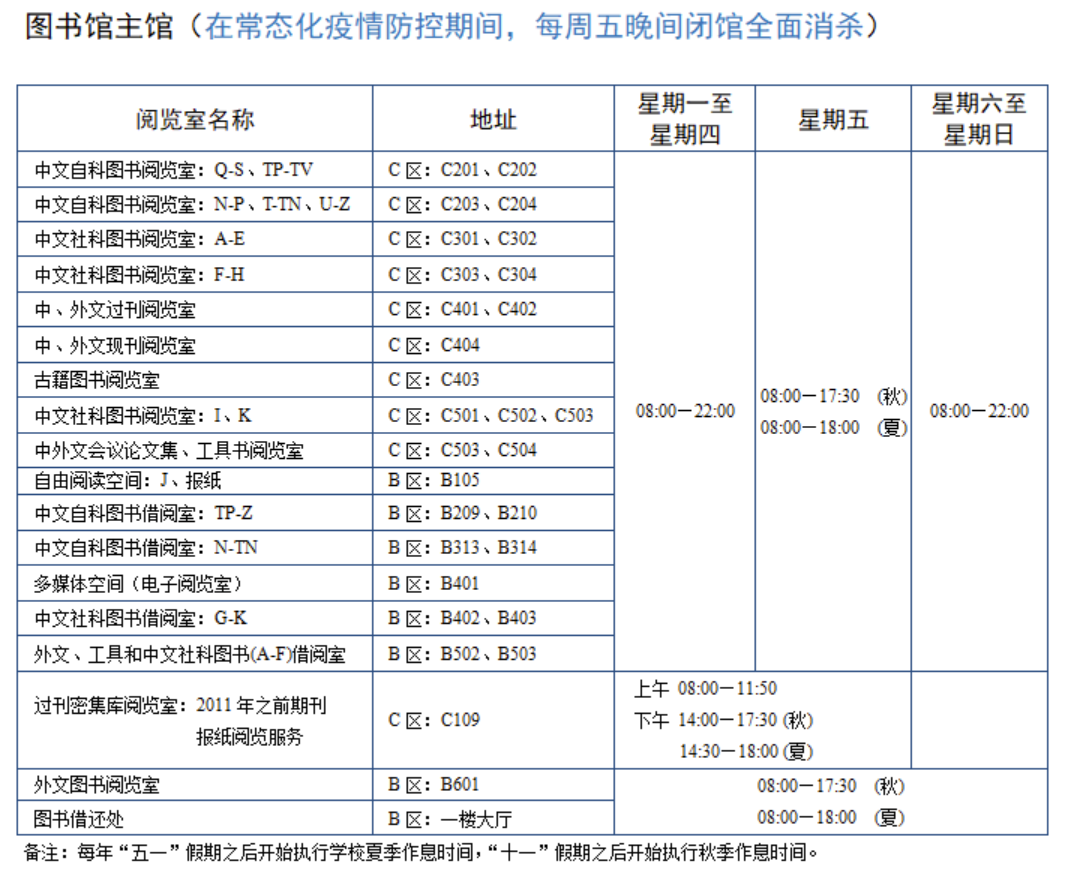 图书馆主馆（在常态化疫情防控期间，每周五晚间闭馆全面消杀）
阅览室名称 地址 星期一至星期四 星期五 星期六至星期日
中文自科图书阅览室：Q-S、TP-TV C 区：C201、C202
中文自科图书阅览室：N-P、T-TN、U-Z C 区：C203、C204
中文社科图书阅览室：A-E C 区：C301、C302
中文社科图书阅览室：F-H C 区：C303、C304
中、外文过刊阅览室 C 区：C401、C402
中、外文现刊阅览室 C 区：C404
古籍图书阅览室 C 区：C403
中文社科图书阅览室：I、K C 区：C501、C502、C503
中外文会议论文集、工具书阅览室 C 区：C503、C504
自由阅读空间：J、报纸 B 区：B105
中文自科图书借阅室：TP-Z B 区：B209、B210
中文自科图书借阅室：N-TN B 区：B313、B314
多媒体空间（电子阅览室） B 区：B401
中文社科图书借阅室：G-K B 区：B402、B403
外文、工具和中文社科图书(A-F)借阅室 B 区：B502、B503
08:00－22:00
08:00－17:30 （秋）
08:00－18:00 （夏）
08:00－22:00
过刊密集库阅览室：2011 年之前期刊
报纸阅览服务
C 区：C109
上午 08:00－11:50
下午 14:00－17:30 (秋)
14:30－18:00 (夏)
外文图书阅览室 B 区：B601
图书借还处 B 区：一楼大厅
08:00－17:30 （秋）
08:00－18:00 （夏）
备注：每年“五一”假期之后开始执行学校夏季作息时间，“十一”假期之后开始执行秋季作息时间。